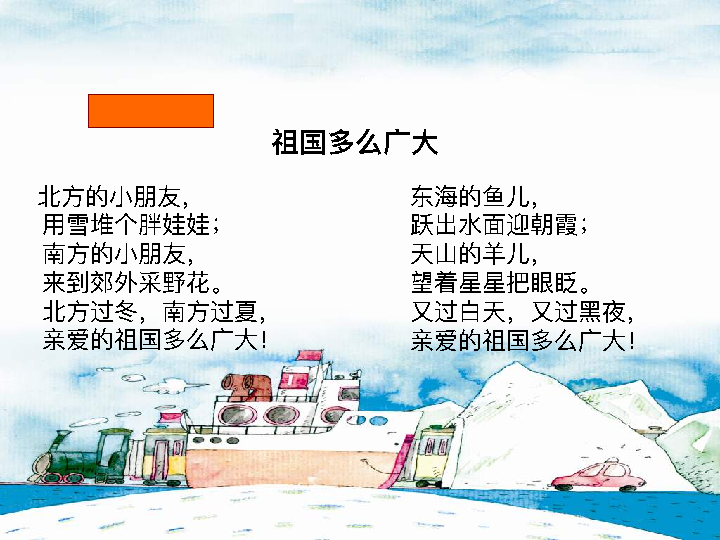 祖国多么广大
北方的小朋友，
用雪堆个胖娃娃；
南方的小朋友，
来到郊外采野花。
北方过冬，南方过夏，
亲爱的祖国多么广大！
东海的鱼儿，
跃出水面迎朝霞；
天山的羊儿，
望着星星把眼眨。
又过白天，又过黑夜，
亲爱的祖国多么广大！